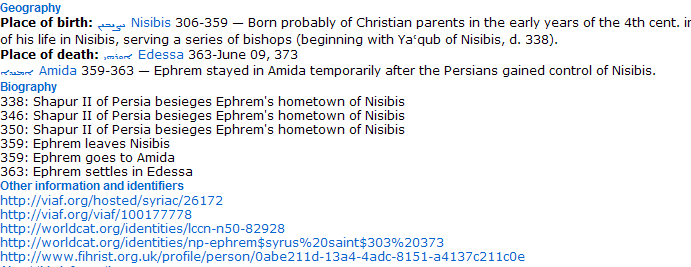 Geography
Place of birth: Nisibis 306-359 — Born probably of Christian parents in the early years of the 4th cent. in
of his life in Nisibis, serving a series of bishops (beginning with Yaʿqub of Nisibis, d. 338).
Place of death: Edessa 363-June 09, 373
Amida 359-363 — Ephrem stayed in Amida temporarily after the Persians gained control of Nisibis.
Biography
338: Shapur II of Persia besieges Ephrem's hometown of Nisibis
346: Shapur II of Persia besieges Ephrem's hometown of Nisibis
350: Shapur II of Persia besieges Ephrem's hometown of Nisibis
359: Ephrem leaves Nisibis
359: Ephrem goes to Amida
363: Ephrem settles in Edessa
Other information and identifiers
http://viaf.org/hosted/syriac/26172
http://viaf.org/viaf/100177778
http://worldcat.org/identities/lccn-n50-82928
http://worldcat.org/identities/np-ephrem$syrus%20saint$303%20373
http://www.fihrist.org.uk/profile/person/0abe211d-13a4-4adc-8151-a4137c211c0e